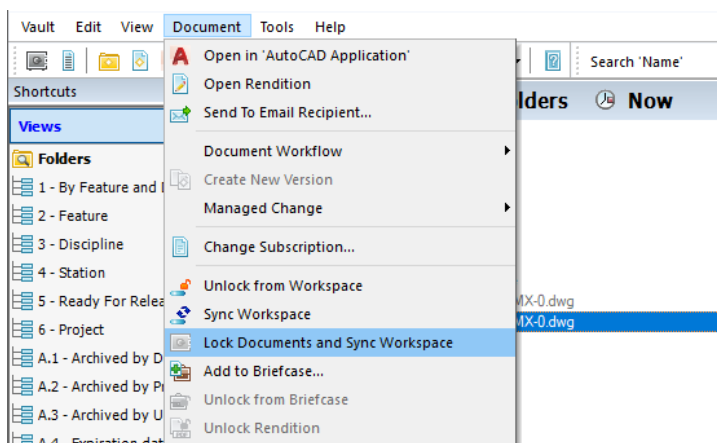 Vault Edit View Document Tools Help
Search 'Name'
Shortcuts
Views
Folders
1 - By Feature and
2 - Feature
3 - Discipline
4 - Station
5 - Ready For Relea
6 - Project
A.1 - Archived by D
A.2 - Archived by P
A.3 - Archived by U
A.4 - Expiration dat
Open in 'AutoCAD Application'
Open Rendition
Send To Email Recipient...
Document Workflow
Create New Version
Managed Change
Change Subscription...
Unlock from Workspace
Sync Workspace
Lock Documents and Sync Workspace
Add to Briefcase...
Unlock from Briefcase
Unlock Rendition
lders Now
MX-0.dwg
MX-0.dwg